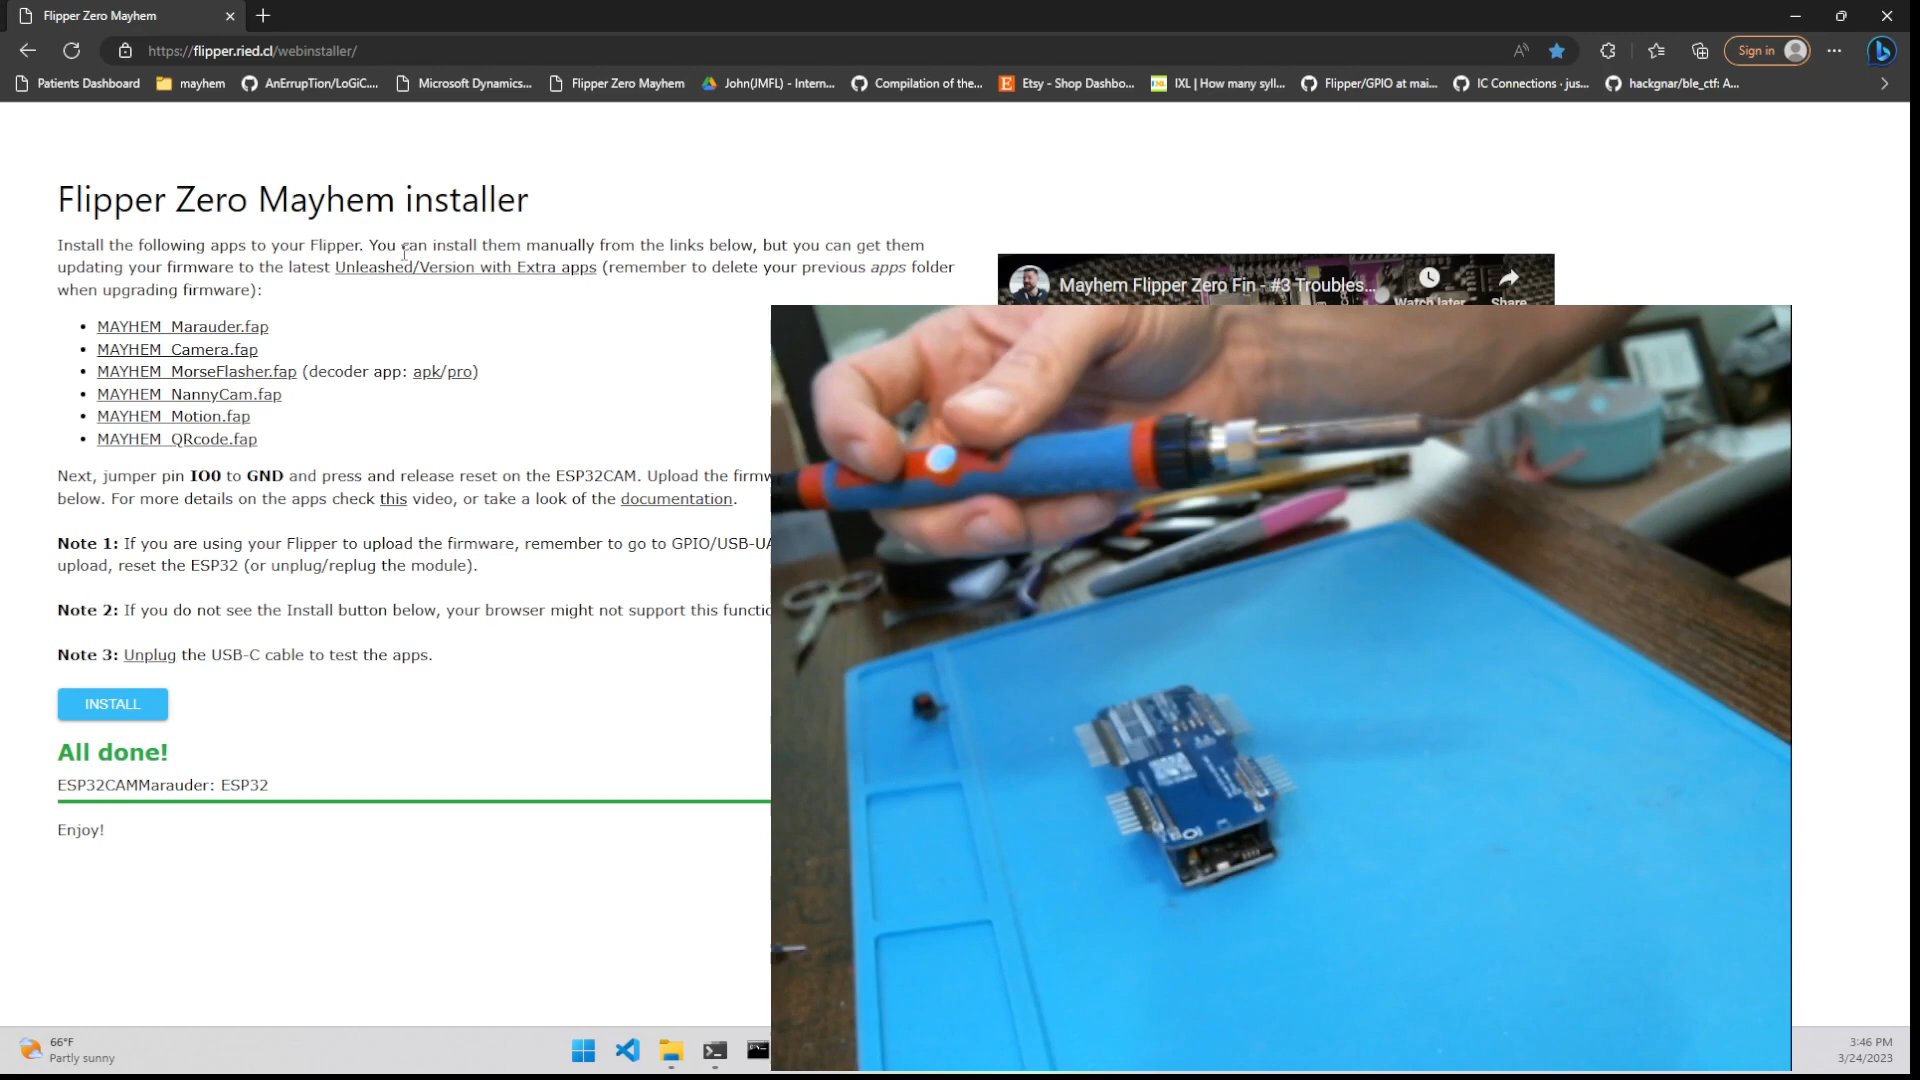 Flipper Zero Mayhem
https://flipper.ried.cl/webinstaller/
Sign in
Patients Dashboard
mayhem
AnErrupTion/LoGiC....
Microsoft Dynamics...
Flipper Zero Mayhem
John(JMFL) - Intern...
Compilation of the...
Etsy - Shop Dashbo...
IXL | How many syll...
Flipper/GPIO at mai...
IC Connections · jus...
hackgnar/ble_ctf: A...
Flipper Zero Mayhem installer
Install the following apps to your Flipper. You can install them manually from the links below, but you can get them
updating your firmware to the latest Unleashed/Version with Extra apps (remember to delete your previous apps folder
when upgrading firmware):
• MAYHEM_Marauder.fap
• MAYHEM_Camera.fap
• MAYHEM_MorseFlasher.fap (decoder app: apk/pro)
• MAYHEM_NannyCam.fap
• MAYHEM_Motion.fap
• MAYHEM_QRcode.fap
Next, jumper pin IO0 to GND and press and release reset on the ESP32CAM. Upload the firmw
below. For more details on the apps check this video, or take a look of the documentation.
Note 1: If you are using your Flipper to upload the firmware, remember to go to GPIO/USB-UA
upload, reset the ESP32 (or unplug/replug the module).
Note 2: If you do not see the Install button below, your browser might not support this functio
Note 3: Unplug the USB-C cable to test the apps.
INSTALL
All done!
ESP32CAMMarauder: ESP32
Enjoy!
Mayhem Flipper Zero Fin - #3 Troubles...
Watch later
Share
66°F
Partly sunny
3:46 PM
3/24/2023